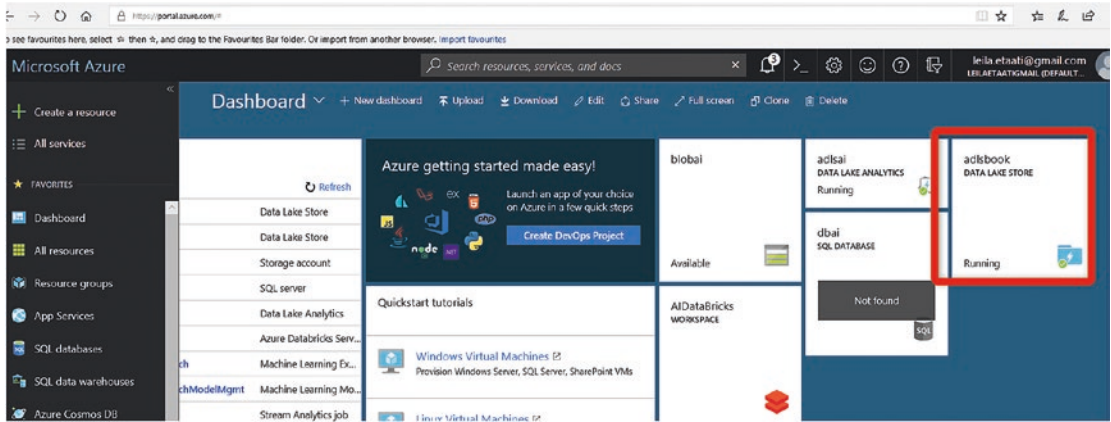 https://portal.azure.com/#
see favourites here, select ☆ then ☆, and drag to the Favourites Bar folder. Or import from another browser. Import favourites
Microsoft Azure
Search resources, services, and docs
×
3
>_
leila.etaati@gmail.com
LEILAETAATIGMAIL (DEFAULT...
«
Create a resource
All services
FAVORITES
Dashboard
All resources
Resource groups
App Services
SQL databases
SQL data warehouses
Azure Cosmos DB
Dashboard
+ New dashboard
Upload
Download
Edit
Share
Full screen
Clone
Delete
Refresh
Data Lake Store
Data Lake Store
Storage account
SQL server
Data Lake Analytics
Azure Databricks Serv...
ch Machine Learning Ex...
chModelMgmt Machine Learning Mo...
Stream Analytics job
Azure getting started made easy!
ex
JS
php
node
.NET
Launch an app of your choice
on Azure in a few quick steps
Create DevOps Project
Quickstart tutorials
Windows Virtual Machines
Provision Windows Server, SQL Server, SharePoint VMs
Linux Virtual Machines
blobai
Available
AIDataBricks
WORKSPACE
adlsai
DATA LAKE ANALYTICS
Running
dbai
SQL DATABASE
Not found
SQL
adlsbook
DATA LAKE STORE
Running